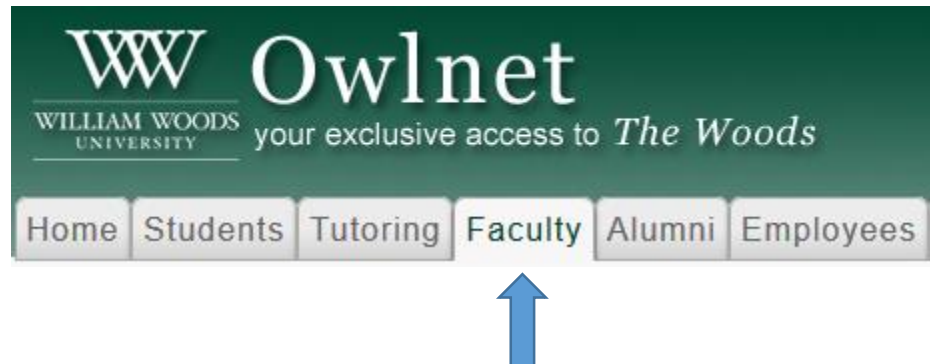 WW
WILLIAM WOODS
UNIVERSITY
Owlnet
your exclusive access to The Woods
Home Students Tutoring Faculty Alumni Employees